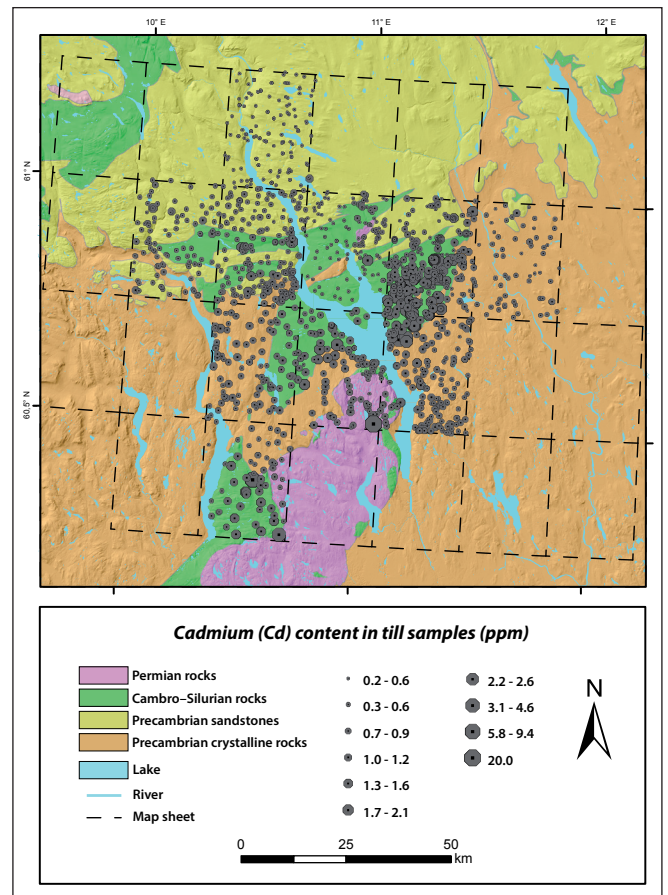 10° E
11° E
12° E
61° N
60,5° N
Cadmium (Cd) content in till samples (ppm)
Permian rocks
Cambro–Silurian rocks
Precambrian sandstones
Precambrian crystalline rocks
Lake
River
Map sheet
0.2 - 0.6
0.3 - 0.6
0.7 - 0.9
1.0 - 1.2
1.3 - 1.6
1.7 - 2.1
2.2 - 2.6
3.1 - 4.6
5.8 - 9.4
20.0
N
0
25
50
km